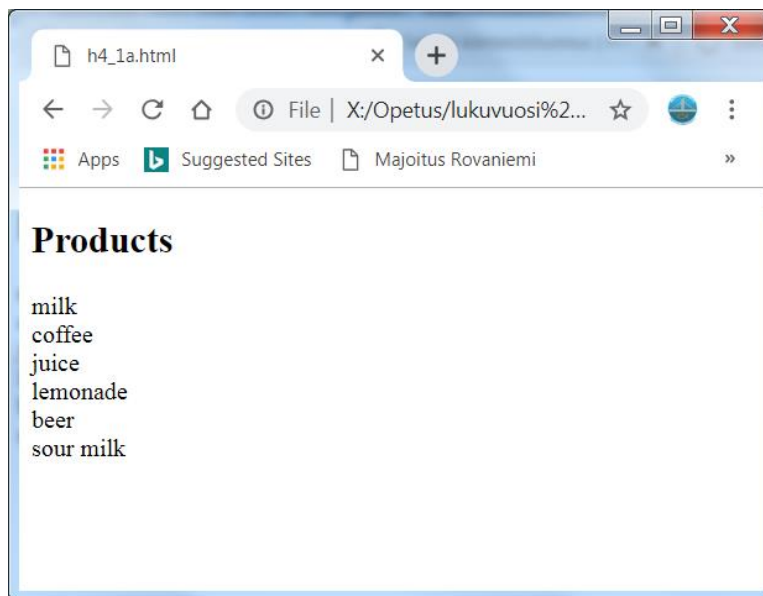 h4_1a.html
File | X:/Opetus/lukuvuosi%2...
Apps Suggested Sites Majoitus Rovaniemi »
Products
milk
coffee
juice
lemonade
beer
sour milk